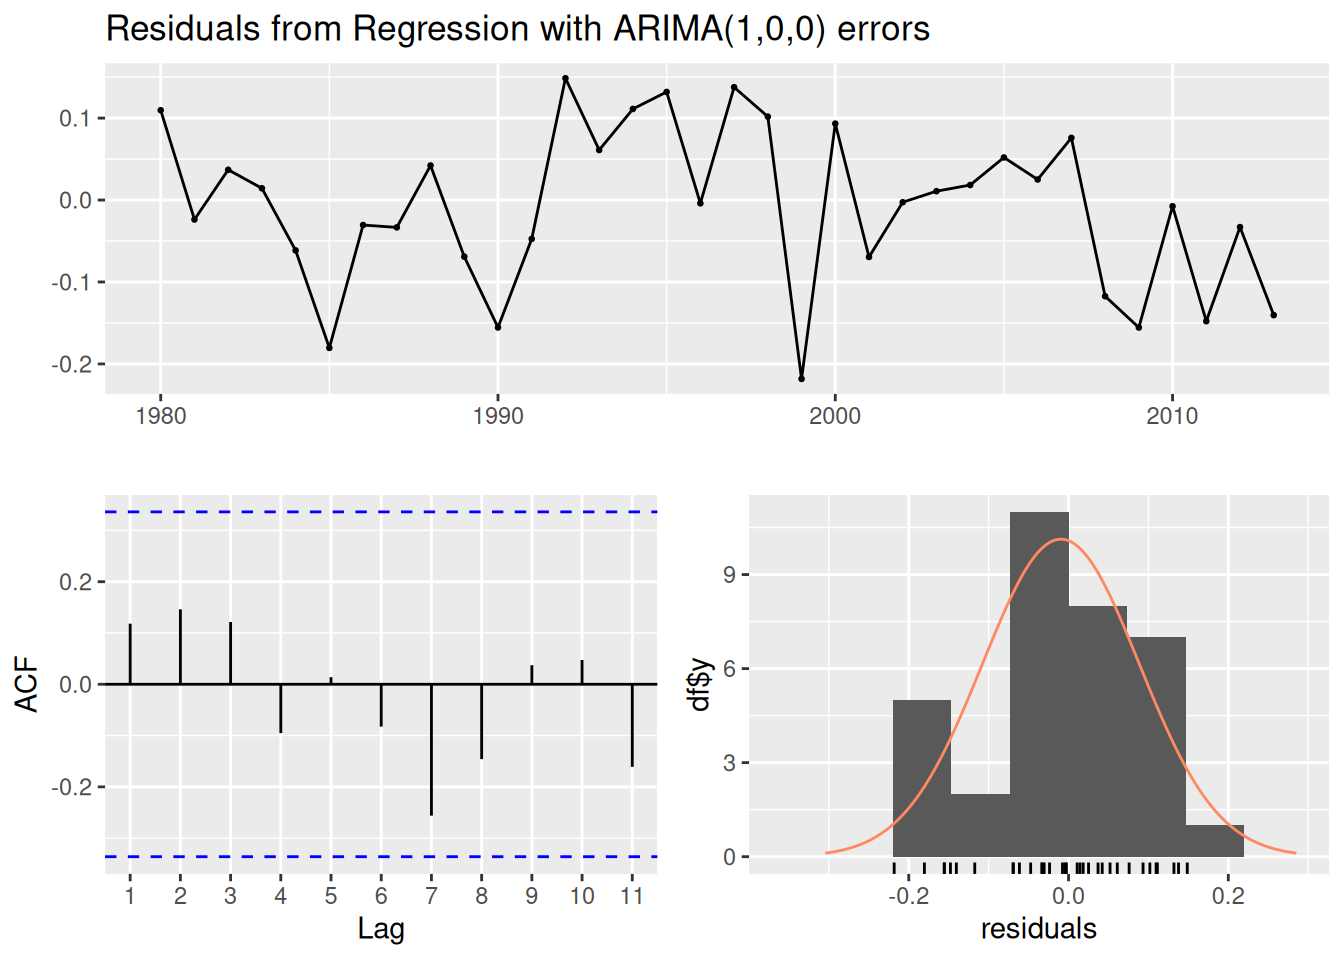 Residuals from Regression with ARIMA(1,0,0) errors
0.1
0.0
-0.1
-0.2
1980 1990 2000 2010
ACF
0.2
0.0
-0.2
1 2 3 4 5 6 7 8 9 10 11
Lag
df$y
9
6
3
0
-0.2 0.0 0.2
residuals